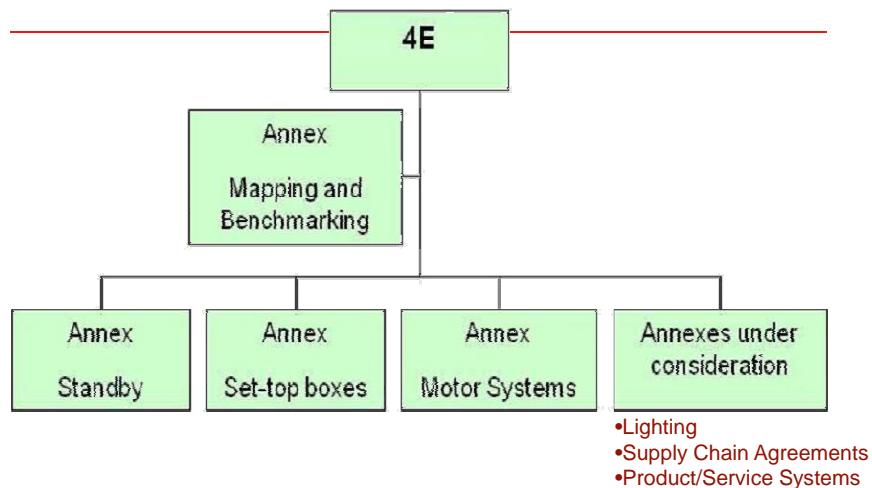 4E
Annex
Mapping and
Benchmarking
Annex
Standby
Annex
Set-top boxes
Annex
Motor Systems
Annexes under
consideration
•Lighting
•Supply Chain Agreements
•Product/Service Systems